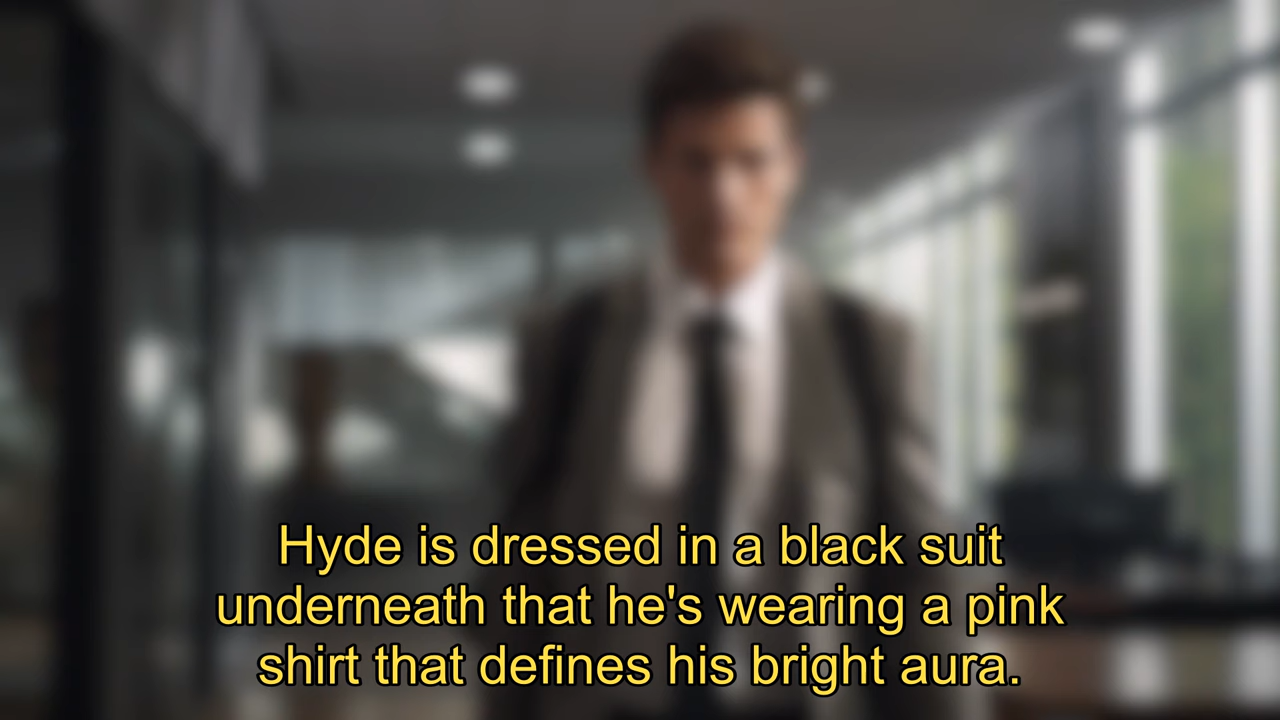 Hyde is dressed in a black suit
underneath that he's wearing a pink
shirt that defines his bright aura.